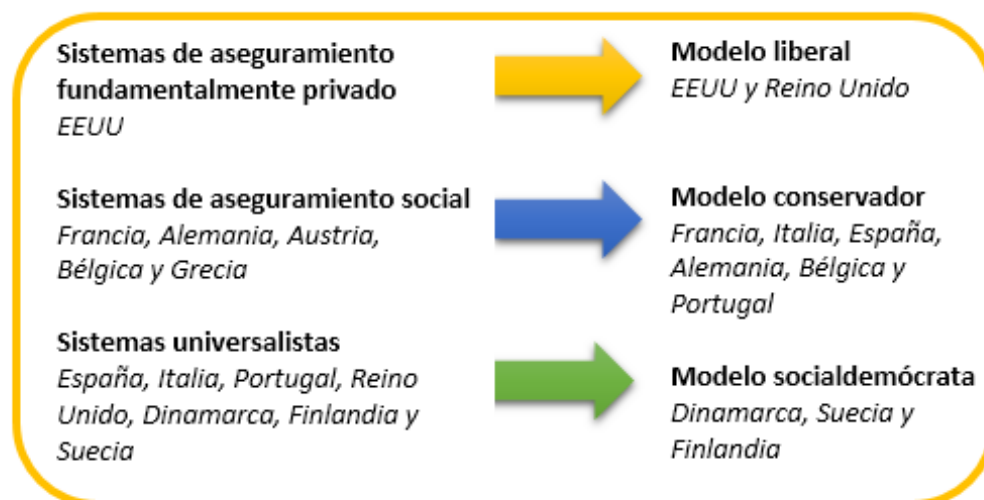 Sistemas de aseguramiento
fundamentalmente privado
EEUU
Modelo liberal
EEUU y Reino Unido
Sistemas de aseguramiento social
Francia, Alemania, Austria,
Bélgica y Grecia
Modelo conservador
Francia, Italia, España,
Alemania, Bélgica y
Portugal
Sistemas universalistas
España, Italia, Portugal, Reino
Unido, Dinamarca, Finlandia y
Suecia
Modelo socialdemócrata
Dinamarca, Suecia y
Finlandia